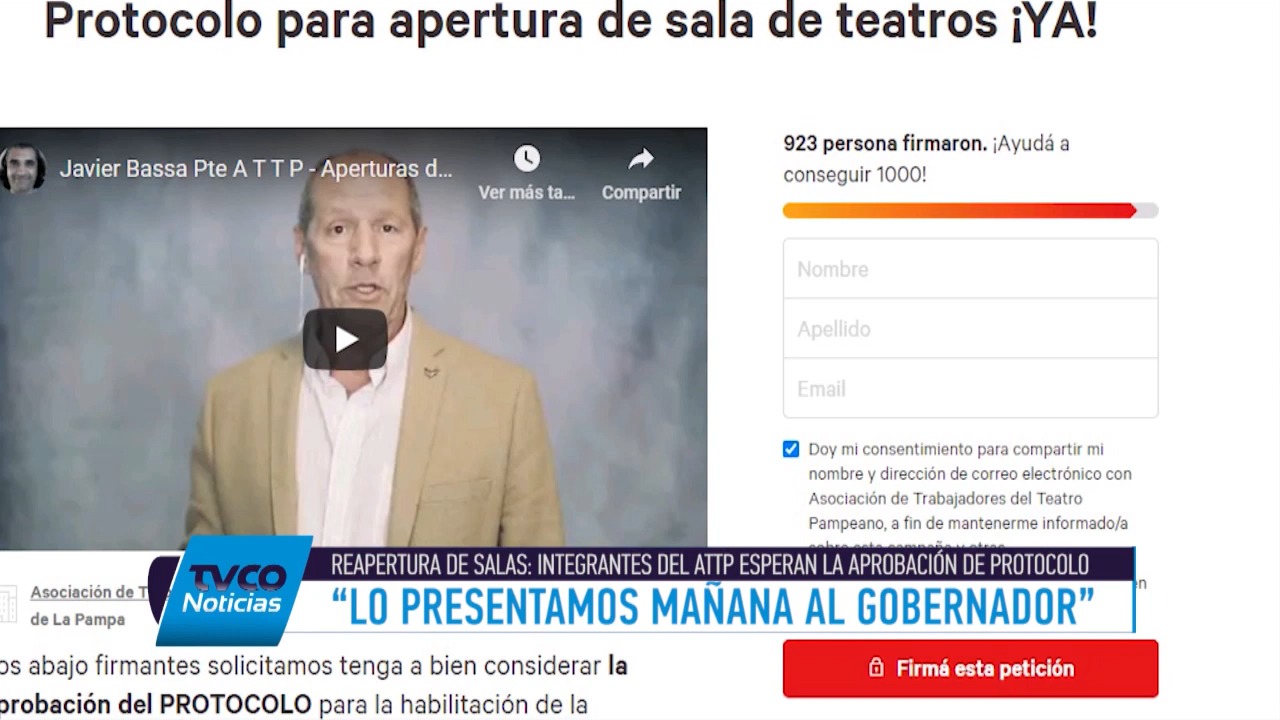 Protocolo para apertura de sala de teatros ¡YA!
Javier Bassa Pte A T T P - Aperturas d...
Ver más ta...
Compartir
923 persona firmaron. ¡Ayudá a
conseguir 1000!
Nombre
Apellido
Email
Doy mi consentimiento para compartir mi
nombre y dirección de correo electrónico con
Asociación de Trabajadores del Teatro
Pampeano, a fin de mantenerme informado/a
REAPERTURA DE SALAS: INTEGRANTES DEL ATTP ESPERAN LA APROBACIÓN DE PROTOCOLO
“LO PRESENTAMOS MAÑANA AL GOBERNADOR”
TVCO
Noticias
Asociación de T
de La Pampa
en
Firmá esta petición
os abajo firmantes solicitamos tenga a bien considerar la
probación del PROTOCOLO para la habilitación de la